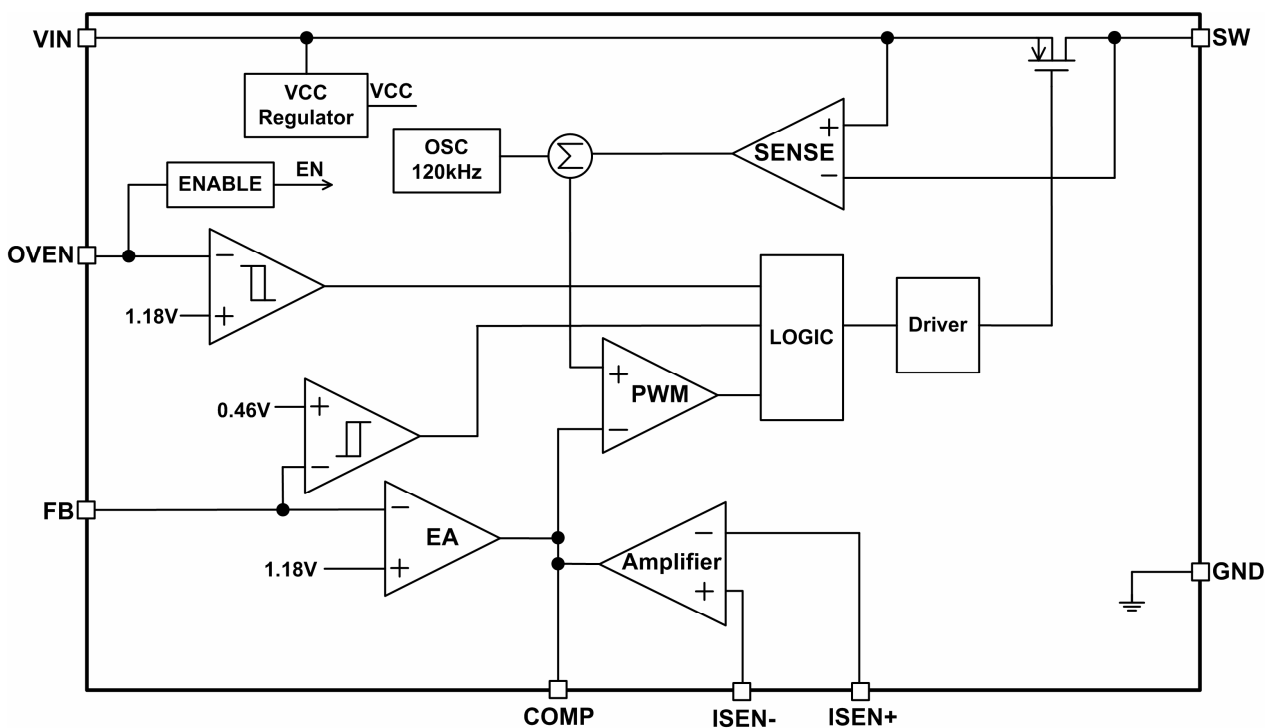 VIN
SW
VCC
Regulator
VCC
OSC
120kHz
Σ
+
SENSE
−
ENABLE
EN
OVEN
−
1.18V
+
LOGIC
Driver
+
PWM
−
0.46V
+
−
FB
−
EA
1.18V
+
−
Amplifier
+
GND
COMP
ISEN-
ISEN+